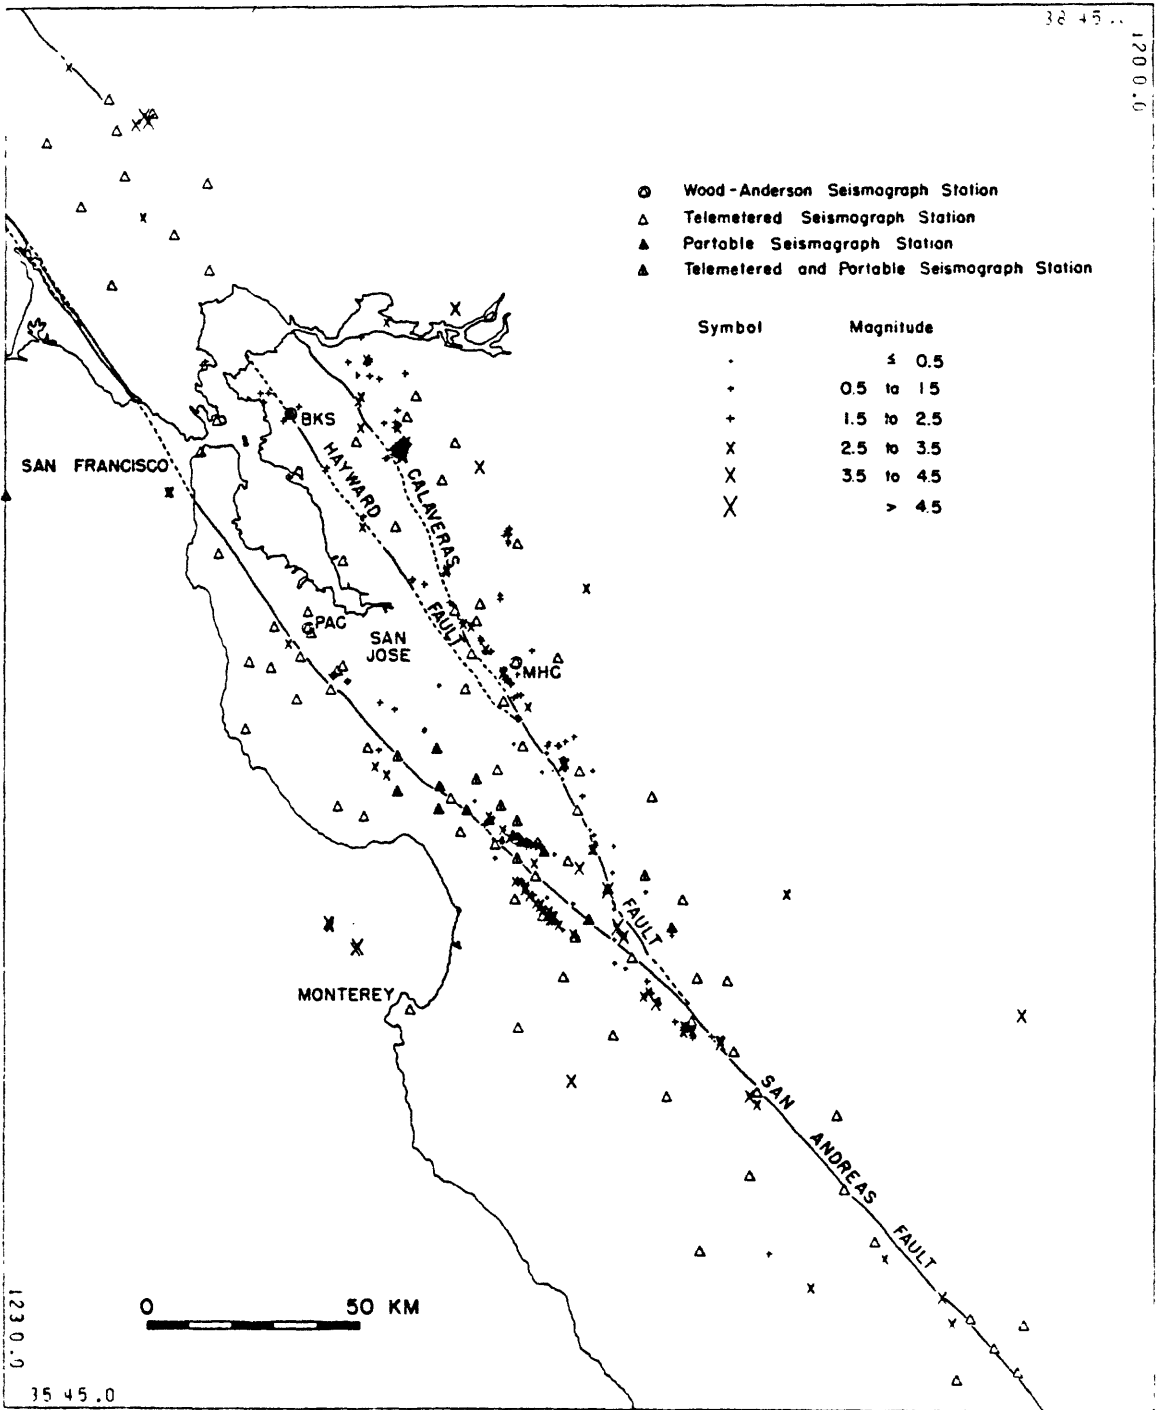 38 45
120 0.0
Wood-Anderson Seismograph Station
Telemetered Seismograph Station
Portable Seismograph Station
Telemetered and Portable Seismograph Station
Symbol Magnitude
≤ 0.5
0.5 to 1.5
1.5 to 2.5
2.5 to 3.5
3.5 to 4.5
> 4.5
BKS
SAN FRANCISCO
HAYWARD
FAULT
CALAVERAS
FAULT
PAC
SAN
JOSE
MHC
MONTEREY
SAN ANDREAS FAULT
0 50 KM
123 0.0
35 45.0